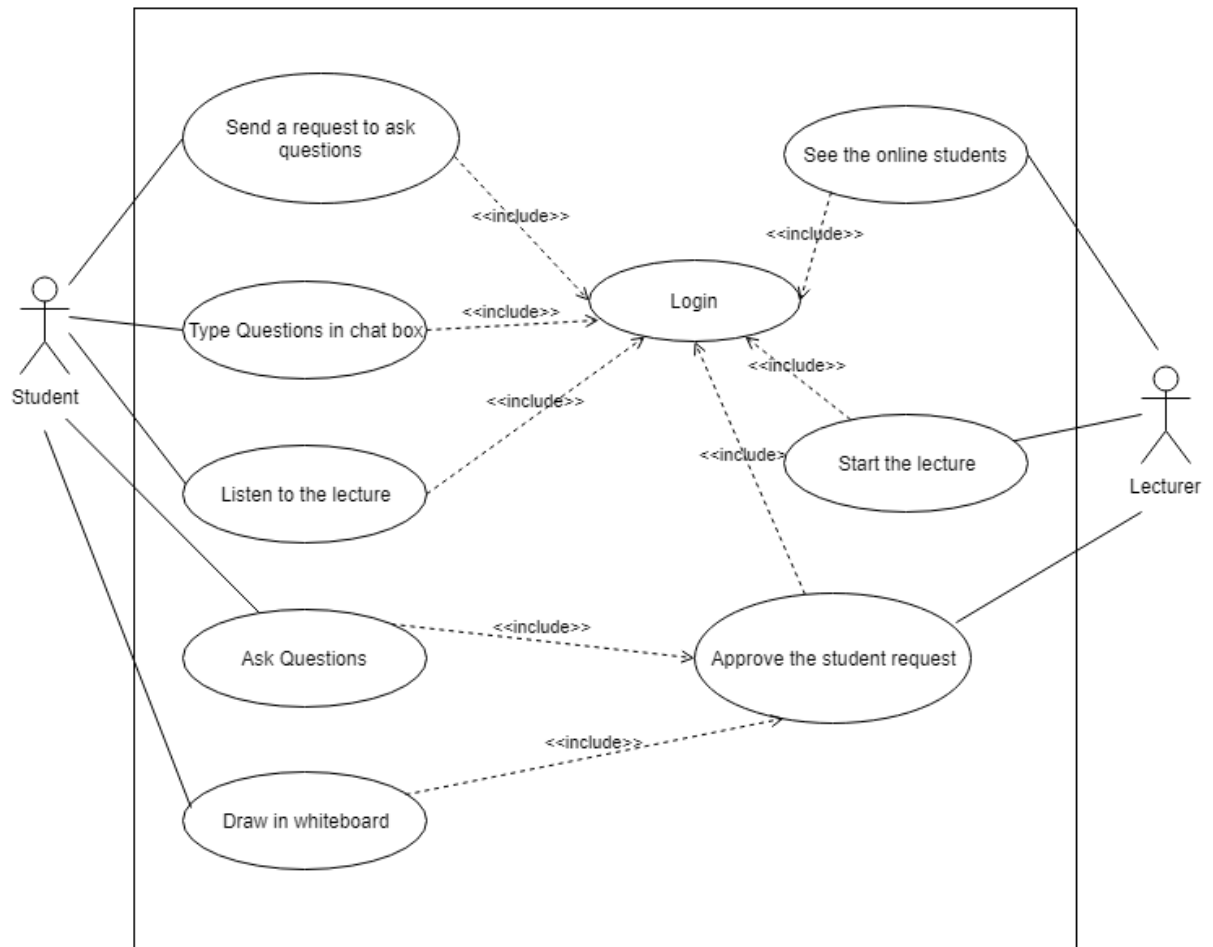 Send a request to ask
questions
See the online students
<<include>>
<<include>>
Login
Type Questions in chat box
<<include>>
Student
<<include>>
<<include>>
<<include>
Start the lecture
Listen to the lecture
Lecturer
<<include>>
Ask Questions
Approve the student request
<<include>>
Draw in whiteboard